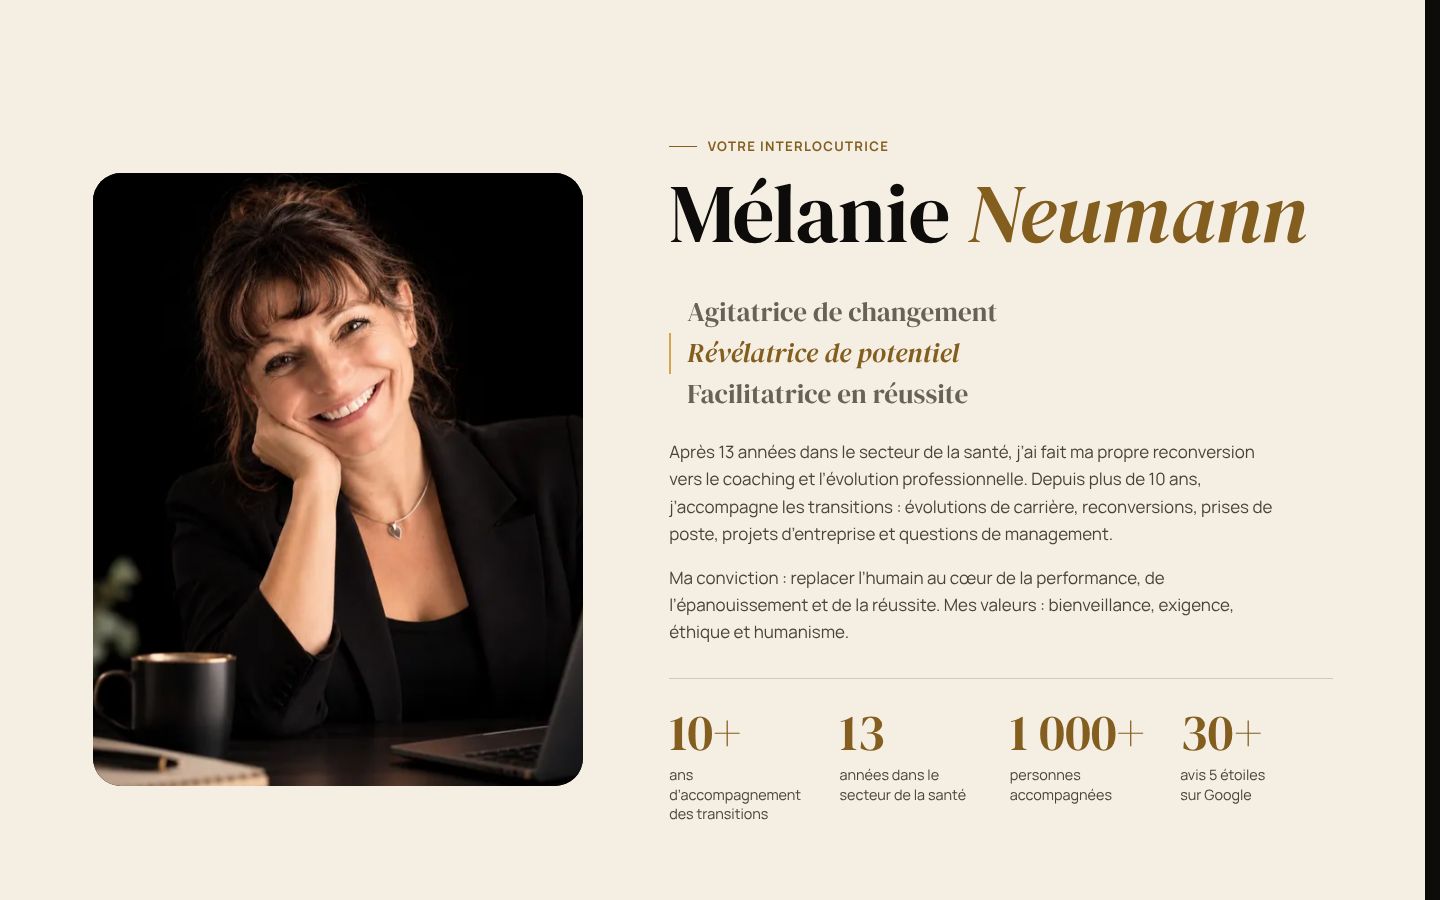 VOTRE INTERLOCUTRICE
Mélanie Neumann
Agitatrice de changement
Révélatrice de potentiel
Facilitatrice en réussite
Après 13 années dans le secteur de la santé, j’ai fait ma propre reconversion
vers le coaching et l’évolution professionnelle. Depuis plus de 10 ans,
j’accompagne les transitions : évolutions de carrière, reconversions, prises de
poste, projets d’entreprise et questions de management.
Ma conviction : replacer l’humain au cœur de la performance, de
l’épanouissement et de la réussite. Mes valeurs : bienveillance, exigence,
éthique et humanisme.
10+
ans
d’accompagnement
des transitions
13
années dans le
secteur de la santé
1 000+
personnes
accompagnées
30+
avis 5 étoiles
sur Google